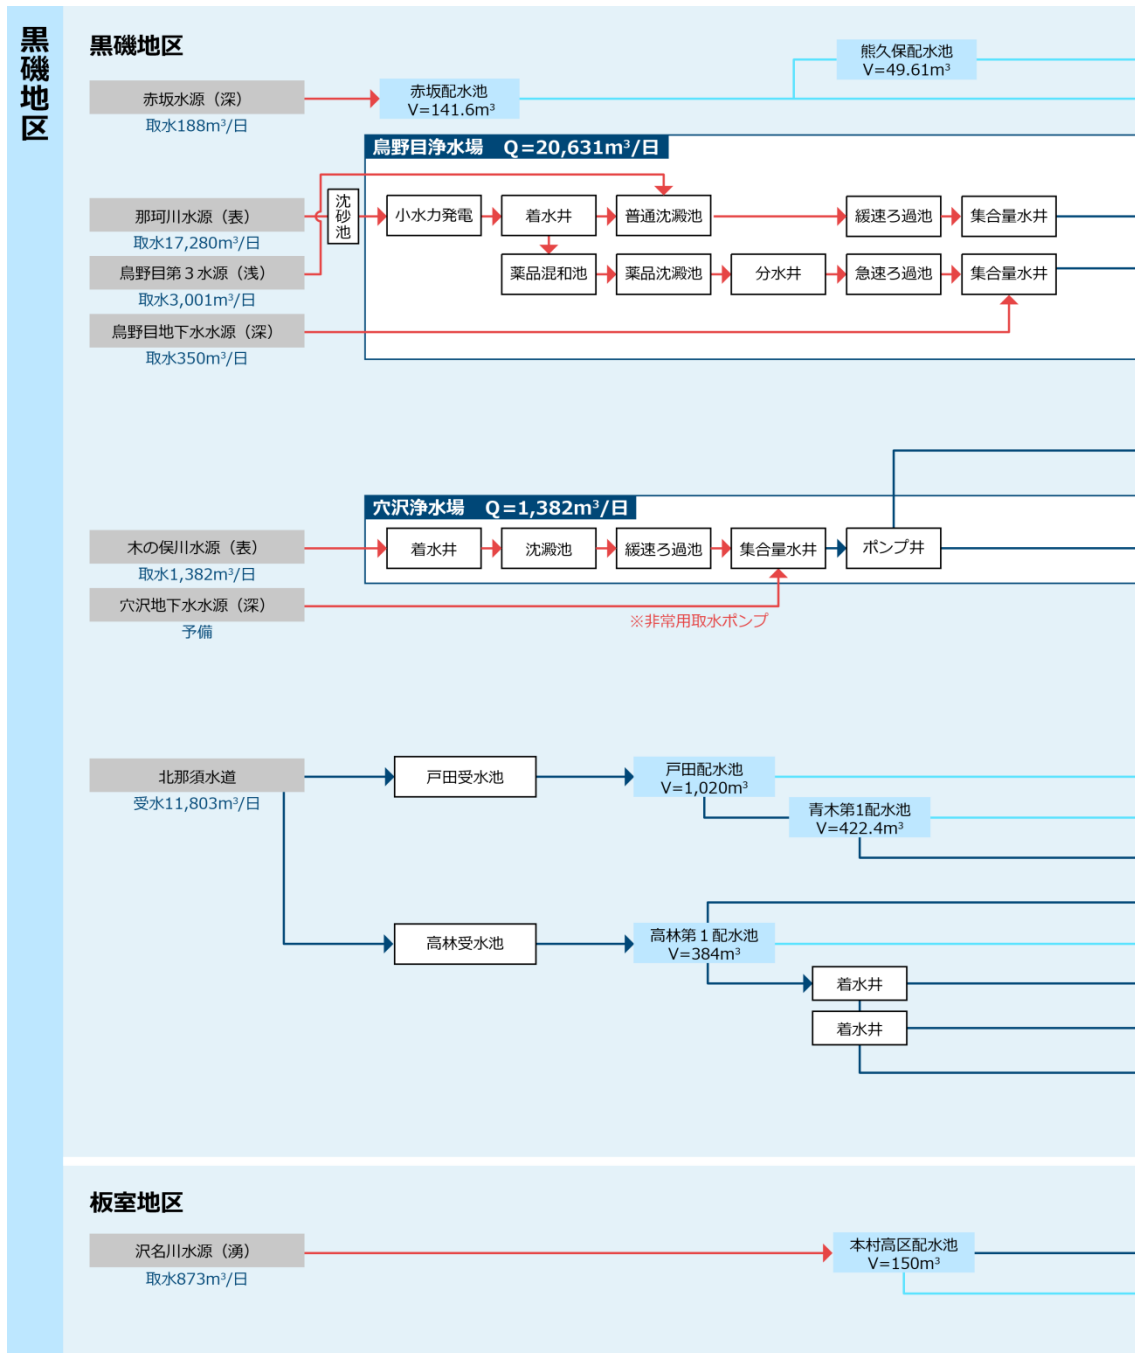 黒磯地区
黒磯地区
熊久保配水池
V=49.61m³
赤坂水源（深）
取水188m³/日
赤坂配水池
V=141.6m³
鳥野目浄水場　Q=20,631m³/日
那珂川水源（表）
取水17,280m³/日
沈砂池
小水力発電
着水井
普通沈澱池
緩速ろ過池
集合量水井
鳥野目第３水源（浅）
取水3,001m³/日
薬品混和池
薬品沈澱池
分水井
急速ろ過池
集合量水井
鳥野目地下水水源（深）
取水350m³/日
穴沢浄水場　Q=1,382m³/日
木の俣川水源（表）
取水1,382m³/日
着水井
沈澱池
緩速ろ過池
集合量水井
ポンプ井
穴沢地下水水源（深）
予備
※非常用取水ポンプ
北那須水道
受水11,803m³/日
戸田受水池
戸田配水池
V=1,020m³
青木第1配水池
V=422.4m³
高林受水池
高林第１配水池
V=384m³
着水井
着水井
板室地区
沢名川水源（湧）
取水873m³/日
本村高区配水池
V=150m³